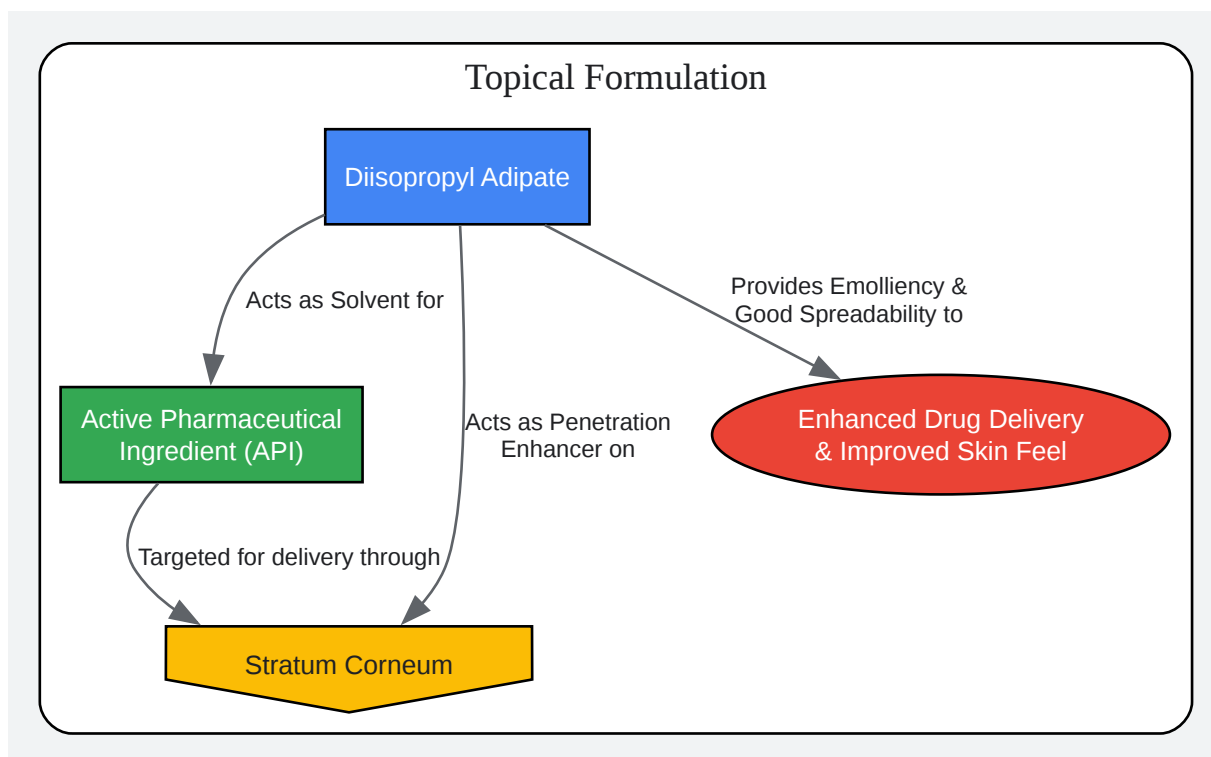 Topical Formulation
Diisopropyl Adipate
Provides Emolliency &
Good Spreadability to
Acts as Solvent for
Active Pharmaceutical
Ingredient (API)
Acts as Penetration
Enhancer on
Enhanced Drug Delivery
& Improved Skin Feel
Targeted for delivery through
Stratum Corneum